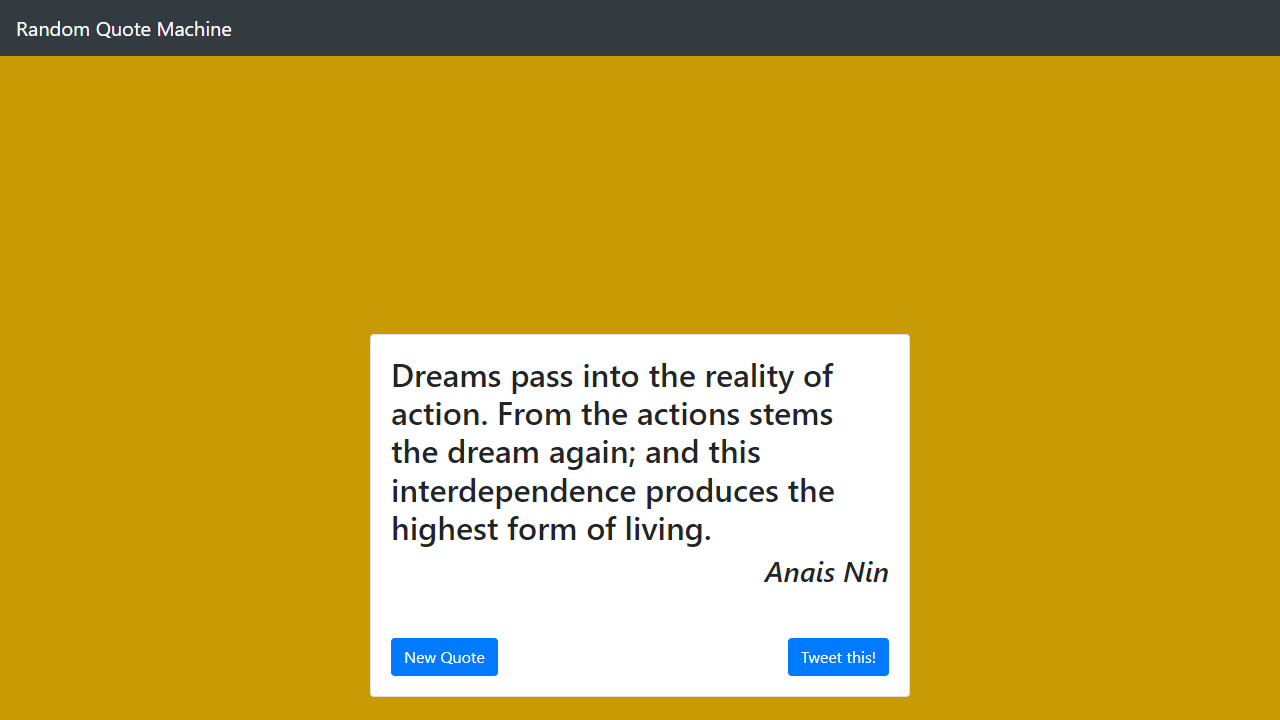 Random Quote Machine
Dreams pass into the reality of
action. From the actions stems
the dream again; and this
interdependence produces the
highest form of living.
Anais Nin
New Quote
Tweet this!